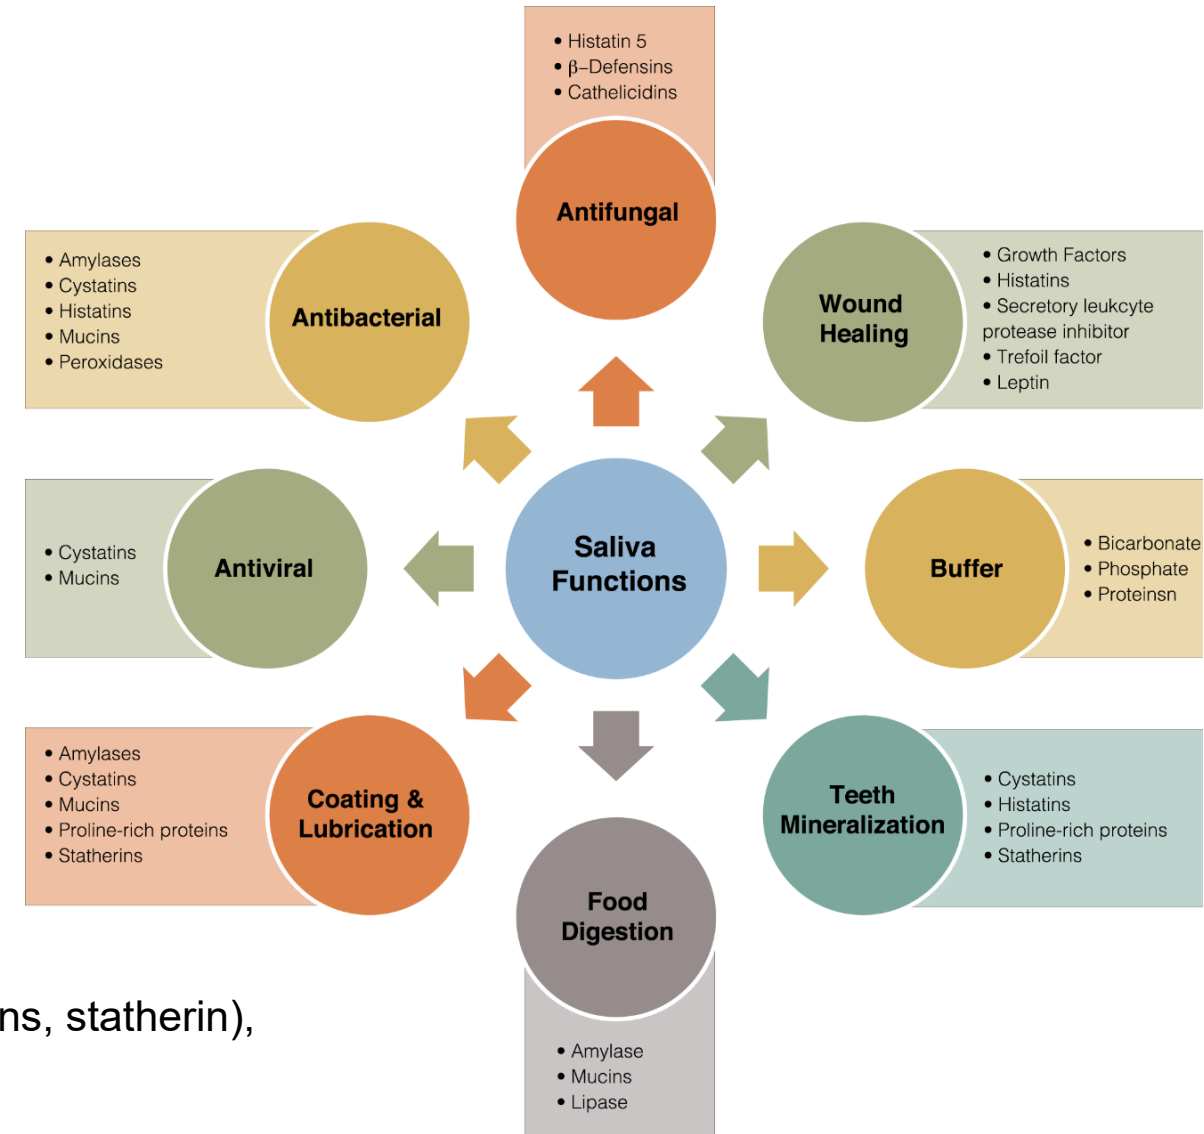 • Histatin 5
• β–Defensins
• Cathelicidins
Antifungal
• Amylases
• Cystatins
• Histatins
• Mucins
• Peroxidases
Antibacterial
Wound
Healing
• Growth Factors
• Histatins
• Secretory leukcyte
protease inhibitor
• Trefoil factor
• Leptin
• Cystatins
• Mucins
Antiviral
Saliva
Functions
Buffer
• Bicarbonate
• Phosphate
• Proteinsn
• Amylases
• Cystatins
• Mucins
• Proline-rich proteins
• Statherins
Coating &
Lubrication
Teeth
Mineralization
• Cystatins
• Histatins
• Proline-rich proteins
• Statherins
Food
Digestion
• Amylase
• Mucins
• Lipase
ns, statherin),